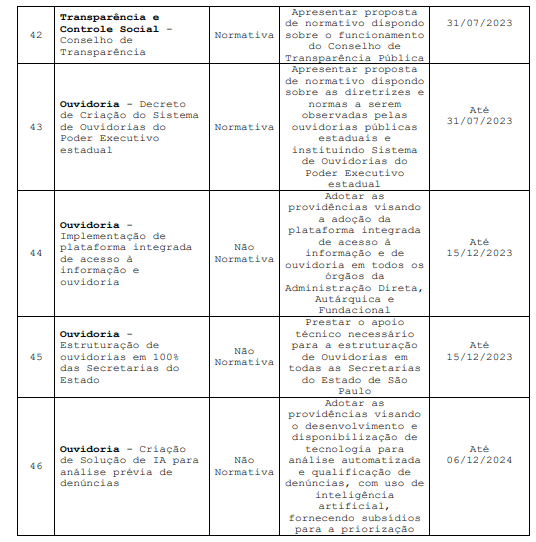 42
Transparência e
Controle Social -
Conselho de
Transparência
Normativa
Apresentar proposta
de normativo dispondo
sobre o funcionamento
do Conselho de
Transparência Pública
31/07/2023
43
Ouvidoria - Decreto
de Criação do Sistema
de Ouvidorias do
Poder Executivo
estadual
Normativa
Apresentar proposta
de normativo dispondo
sobre as diretrizes e
normas a serem
observadas pelas
ouvidorias públicas
estaduais e
instituindo Sistema
de Ouvidorias do
Poder Executivo
estadual
Até
31/07/2023
44
Ouvidoria -
Implementação de
plataforma integrada
de acesso à
informação e
ouvidoria
Não
Normativa
Adotar as
providências visando
a adoção da
plataforma integrada
de acesso à
informação e de
ouvidoria em todos os
órgãos da
Administração Direta,
Autárquica e
Fundacional
Até
15/12/2023
45
Ouvidoria -
Estruturação de
ouvidorias em 100%
das Secretarias do
Estado
Não
Normativa
Prestar o apoio
técnico necessário
para a estruturação
de Ouvidorias em
todas as Secretarias
do Estado de São
Paulo
Até
15/12/2023
46
Ouvidoria - Criação
de Solução de IA para
análise prévia de
denúncias
Não
Normativa
Adotar as
providências visando
o desenvolvimento e
disponibilização de
tecnologia para
análise automatizada
e qualificação de
denúncias, com uso de
inteligência
artificial,
fornecendo subsídios
para a priorização
Até
06/12/2024